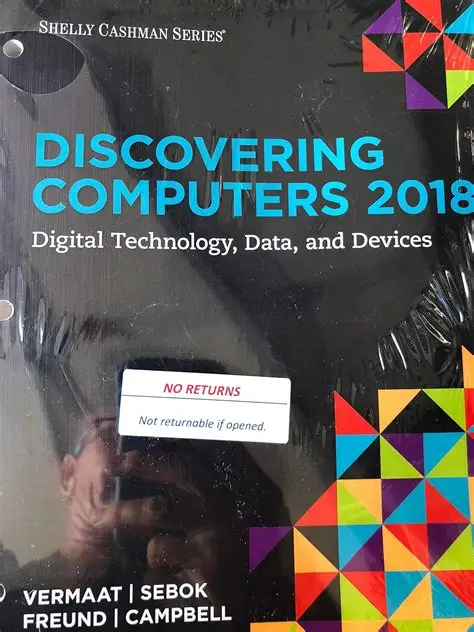 SHELLY CASHMAN SERIES®
DISCOVERING
COMPUTERS 2018
Digital Technology, Data, and Devices
NO RETURNS
Not returnable if opened.
VERMAAT | SEBOK
FREUND | CAMPBELL